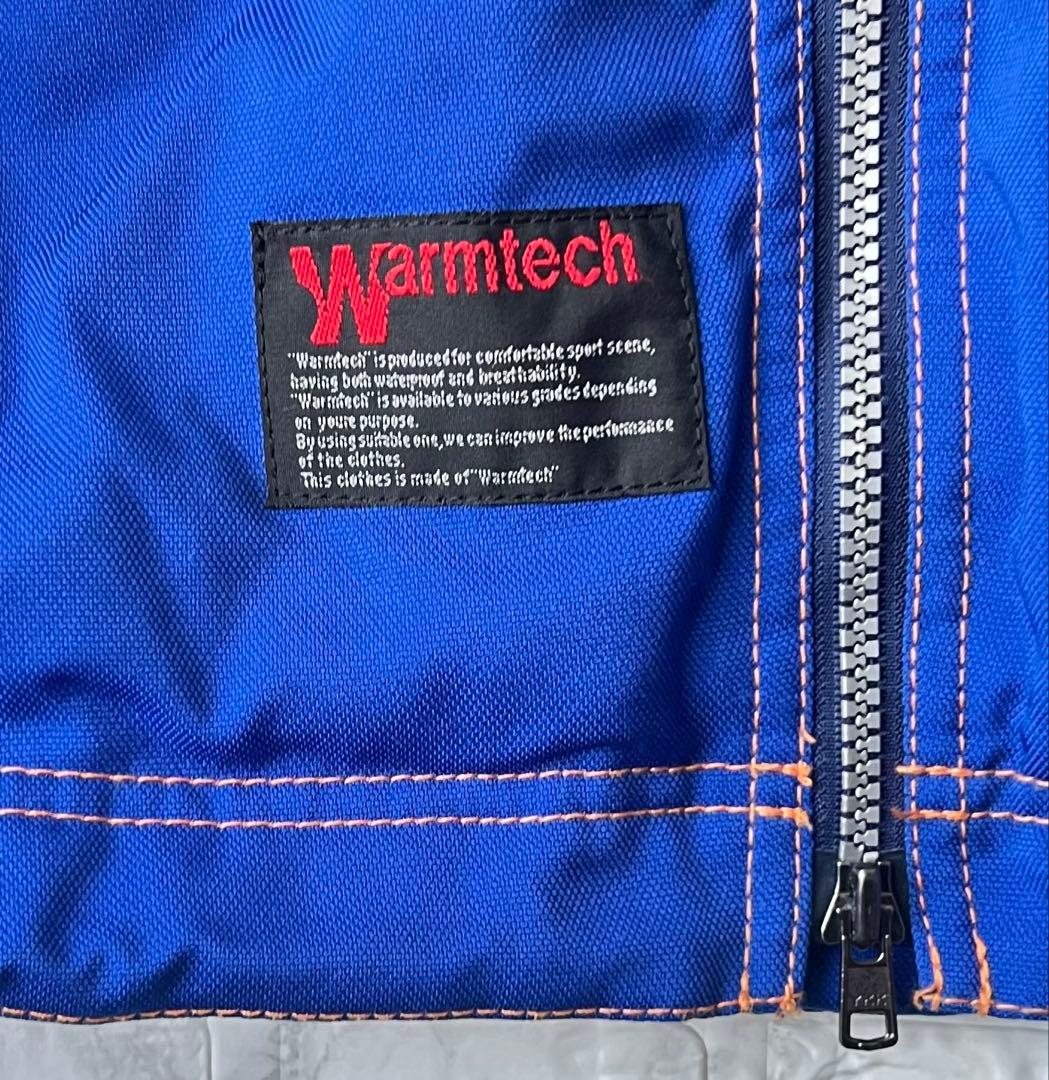 Warmtech
"Warmtech" is produced for comfortable sport scene,
having both waterproof and breathability.
"Warmtech" is available to various grades depending
on youre purpose.
By using suitable one, we can improve the performance
of the clothes.
This clothes is made of "Warmtech"
YKK